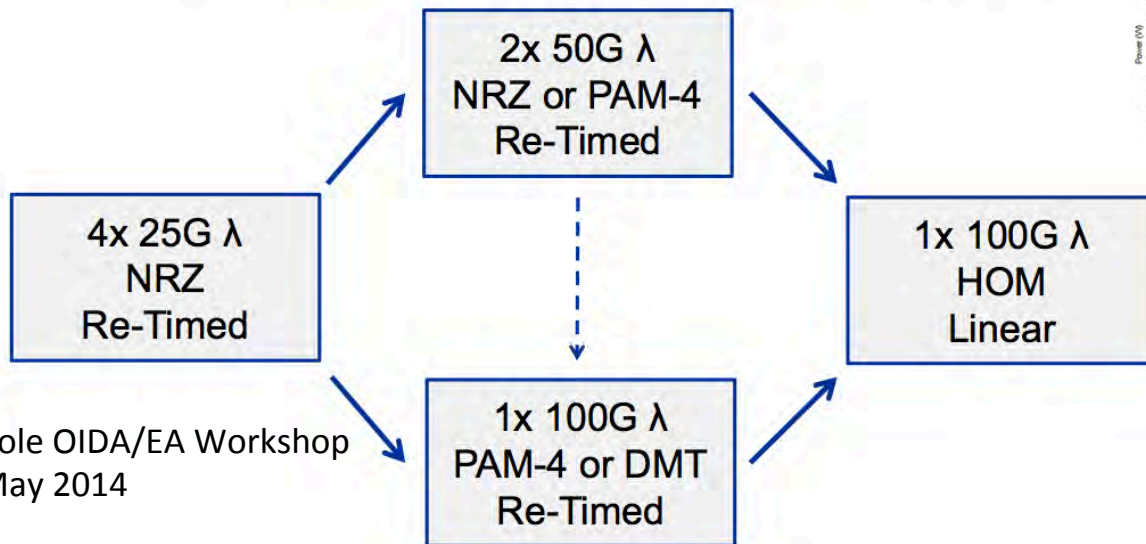 2x 50G λ
NRZ or PAM-4
Re-Timed
Power (W)
4x 25G λ
NRZ
Re-Timed
1x 100G λ
HOM
Linear
1x 100G λ
PAM-4 or DMT
Re-Timed
ole OIDA/EA Workshop
May 2014